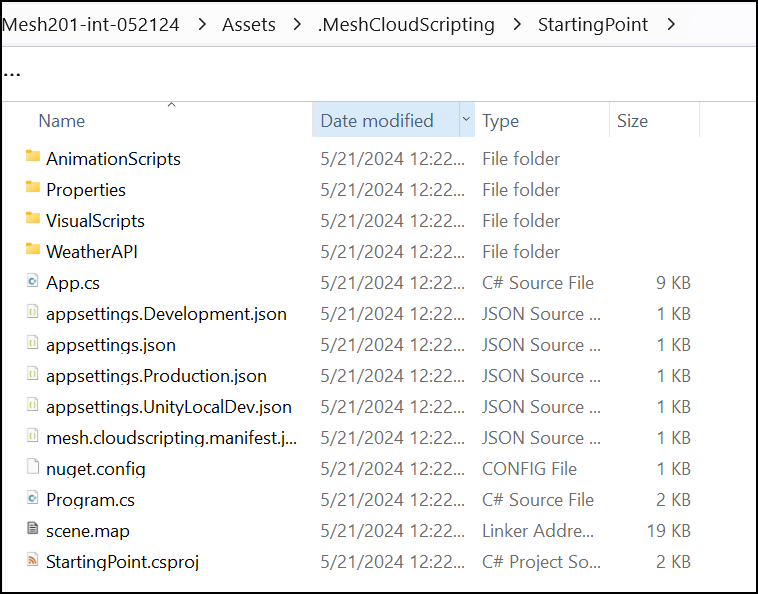 Mesh201-int-052124 > Assets > .MeshCloudScripting > StartingPoint >
...
Name Date modified Type Size
AnimationScripts 5/21/2024 12:22... File folder
Properties 5/21/2024 12:22... File folder
VisualScripts 5/21/2024 12:22... File folder
WeatherAPI 5/21/2024 12:22... File folder
App.cs 5/21/2024 12:22... C# Source File 9 KB
appsettings.Development.json 5/21/2024 12:22... JSON Source ... 1 KB
appsettings.json 5/21/2024 12:22... JSON Source ... 1 KB
appsettings.Production.json 5/21/2024 12:22... JSON Source ... 1 KB
appsettings.UnityLocalDev.json 5/21/2024 12:22... JSON Source ... 1 KB
mesh.cloudscripting.manifest.j... 5/21/2024 12:22... JSON Source ... 1 KB
nuget.config 5/21/2024 12:22... CONFIG File 1 KB
Program.cs 5/21/2024 12:22... C# Source File 2 KB
scene.map 5/21/2024 12:22... Linker Addre... 19 KB
StartingPoint.csproj 5/21/2024 12:22... C# Project So... 2 KB